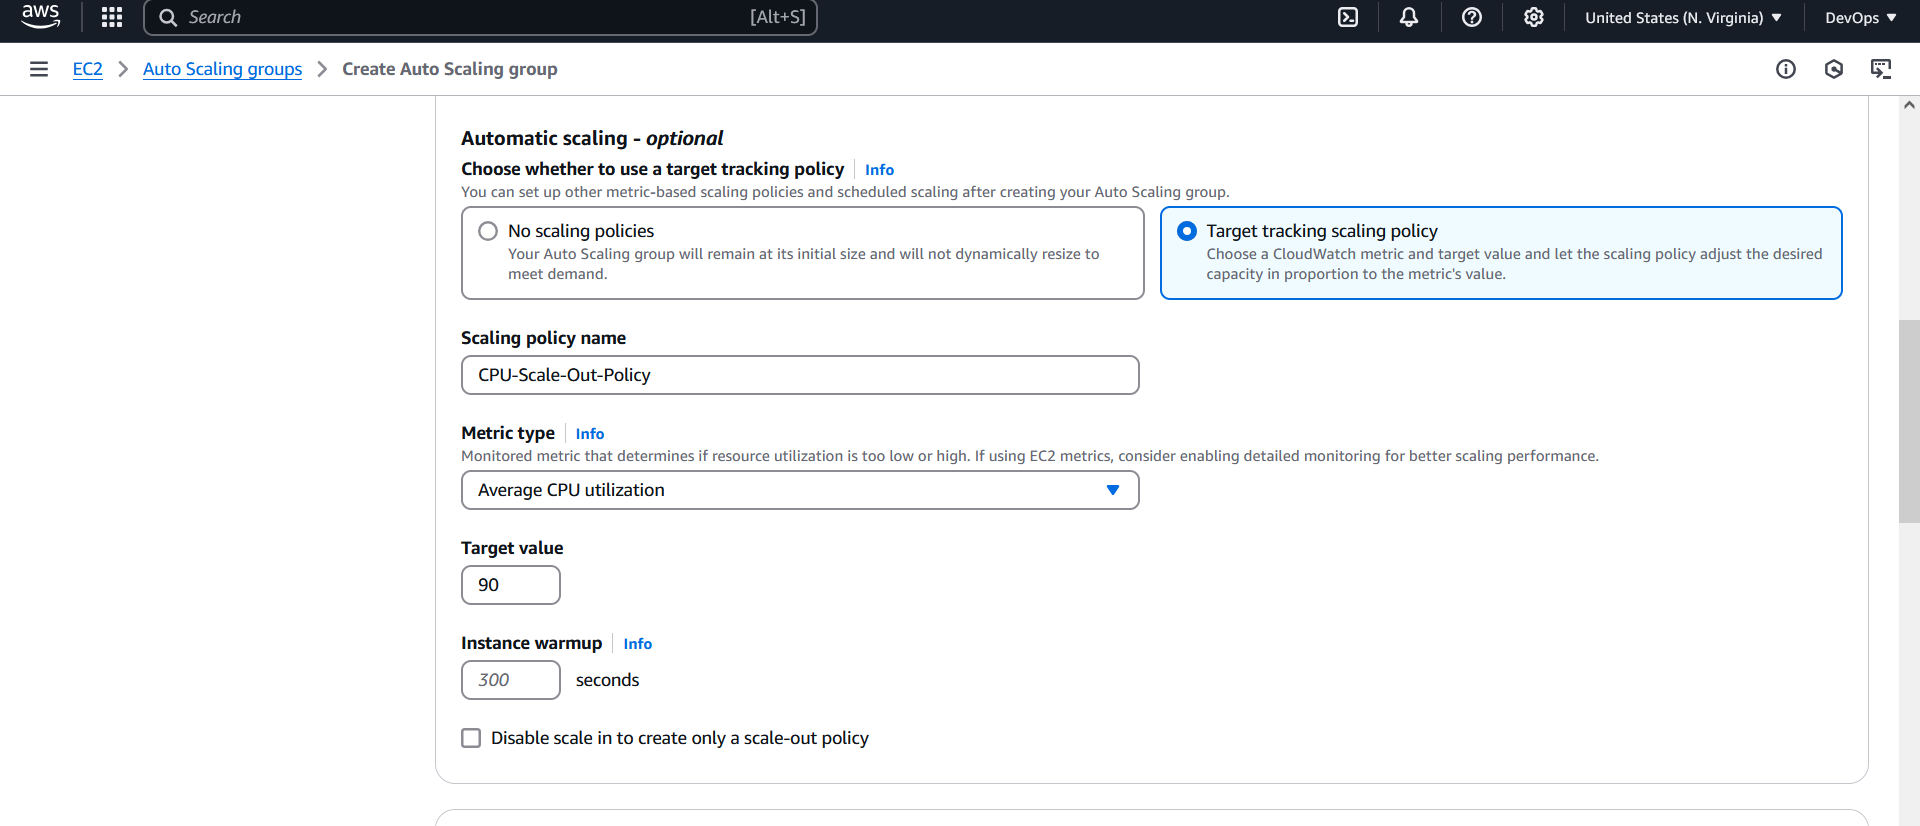 aws
Search [Alt+S]
United States (N. Virginia)
DevOps
EC2 Auto Scaling groups Create Auto Scaling group
Automatic scaling - optional
Choose whether to use a target tracking policy Info
You can set up other metric-based scaling policies and scheduled scaling after creating your Auto Scaling group.
No scaling policies
Your Auto Scaling group will remain at its initial size and will not dynamically resize to
meet demand.
Target tracking scaling policy
Choose a CloudWatch metric and target value and let the scaling policy adjust the desired
capacity in proportion to the metric's value.
Scaling policy name
CPU-Scale-Out-Policy
Metric type Info
Monitored metric that determines if resource utilization is too low or high. If using EC2 metrics, consider enabling detailed monitoring for better scaling performance.
Average CPU utilization
Target value
90
Instance warmup Info
300 seconds
Disable scale in to create only a scale-out policy